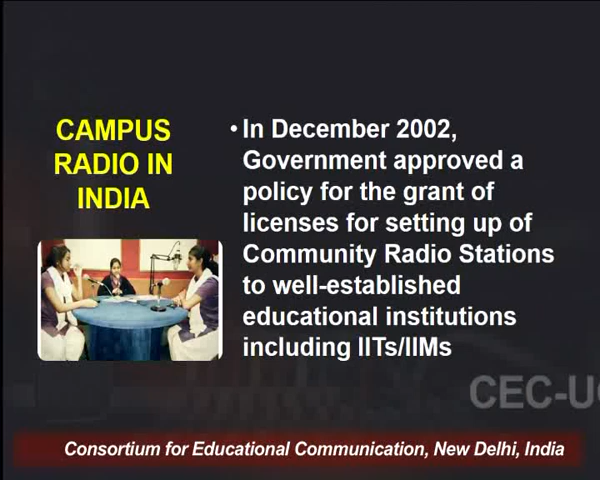 CAMPUS
RADIO IN
INDIA
• In December 2002,
Government approved a
policy for the grant of
licenses for setting up of
Community Radio Stations
to well-established
educational institutions
including IITs/IIMs
CEC-U
Consortium for Educational Communication, New Delhi, India